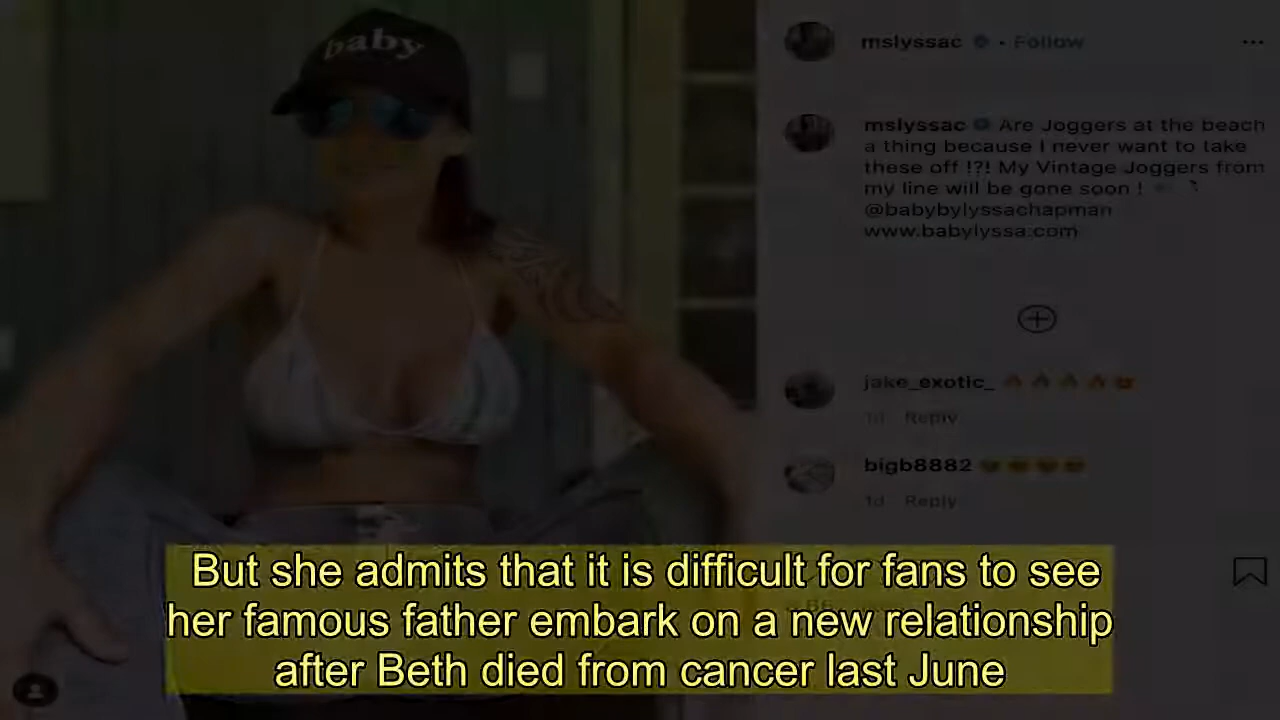 baby
mslyssac • Follow
...
mslyssac Are Joggers at the beach
a thing because I never want to take
these off !?! My Vintage Joggers from
my line will be gone soon !
@babybylyssachapman
www.babylyssa.com
jake_exotic_
1d Reply
bigb8882
1d Reply
But she admits that it is difficult for fans to see
her famous father embark on a new relationship
after Beth died from cancer last June